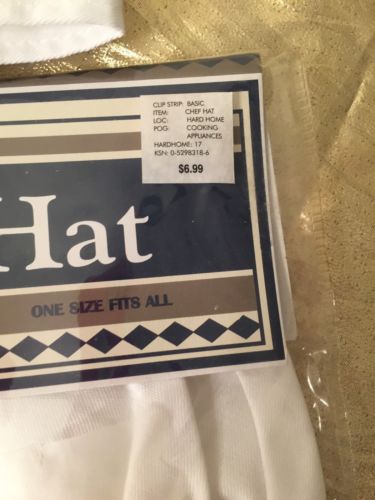 CLIP STRIP: BASIC
ITEM: CHEF HAT
LOC: HARD HOME
POG: COOKING
APPLIANCES
HARDHOME: 17
KSN: 0-5298318-6
$6.99
Hat
ONE SIZE FITS ALL